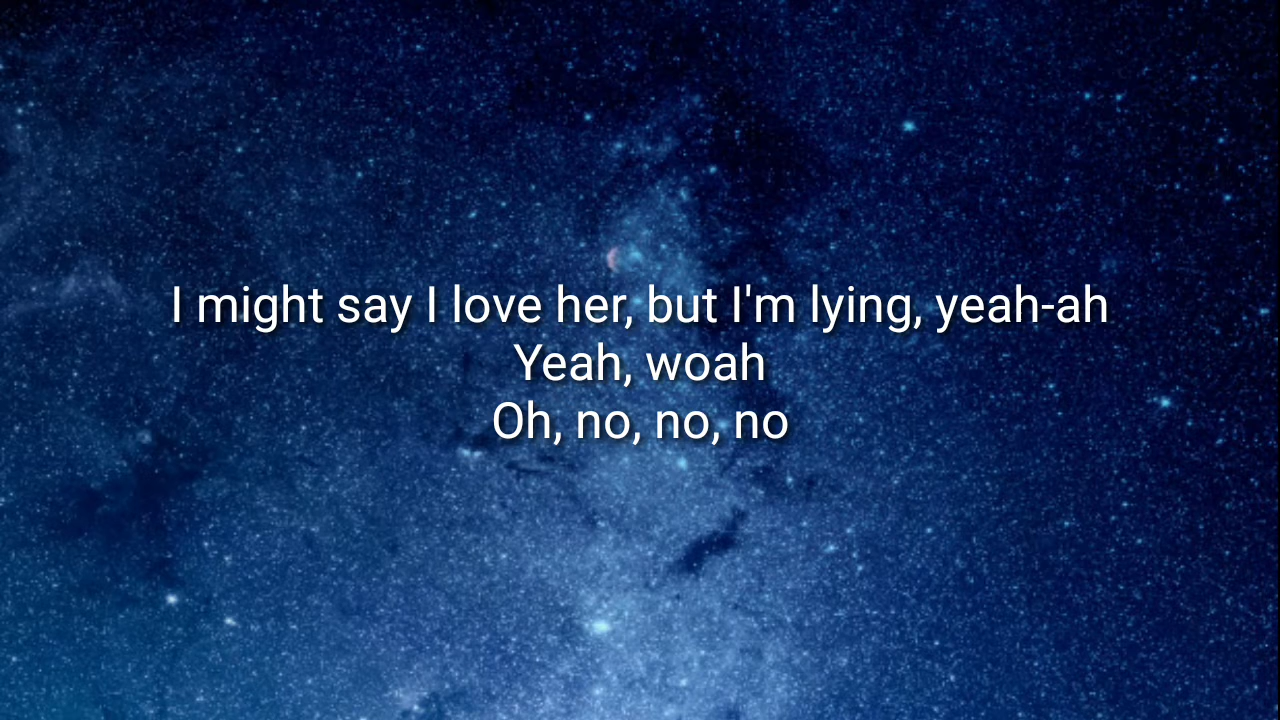 I might say I love her, but I'm lying, yeah-ah
Yeah, woah
Oh, no, no, no